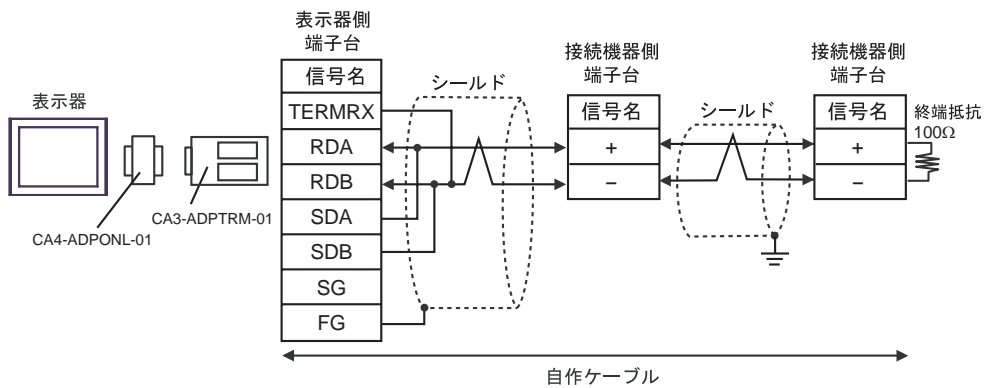 表示器
CA4-ADPONL-01
CA3-ADPTRM-01
表示器側
端子台
信号名
TERMRX
RDA
RDB
SDA
SDB
SG
FG
シールド
接続機器側
端子台
信号名
+
−
シールド
接続機器側
端子台
信号名
+
−
終端抵抗
100Ω
自作ケーブル